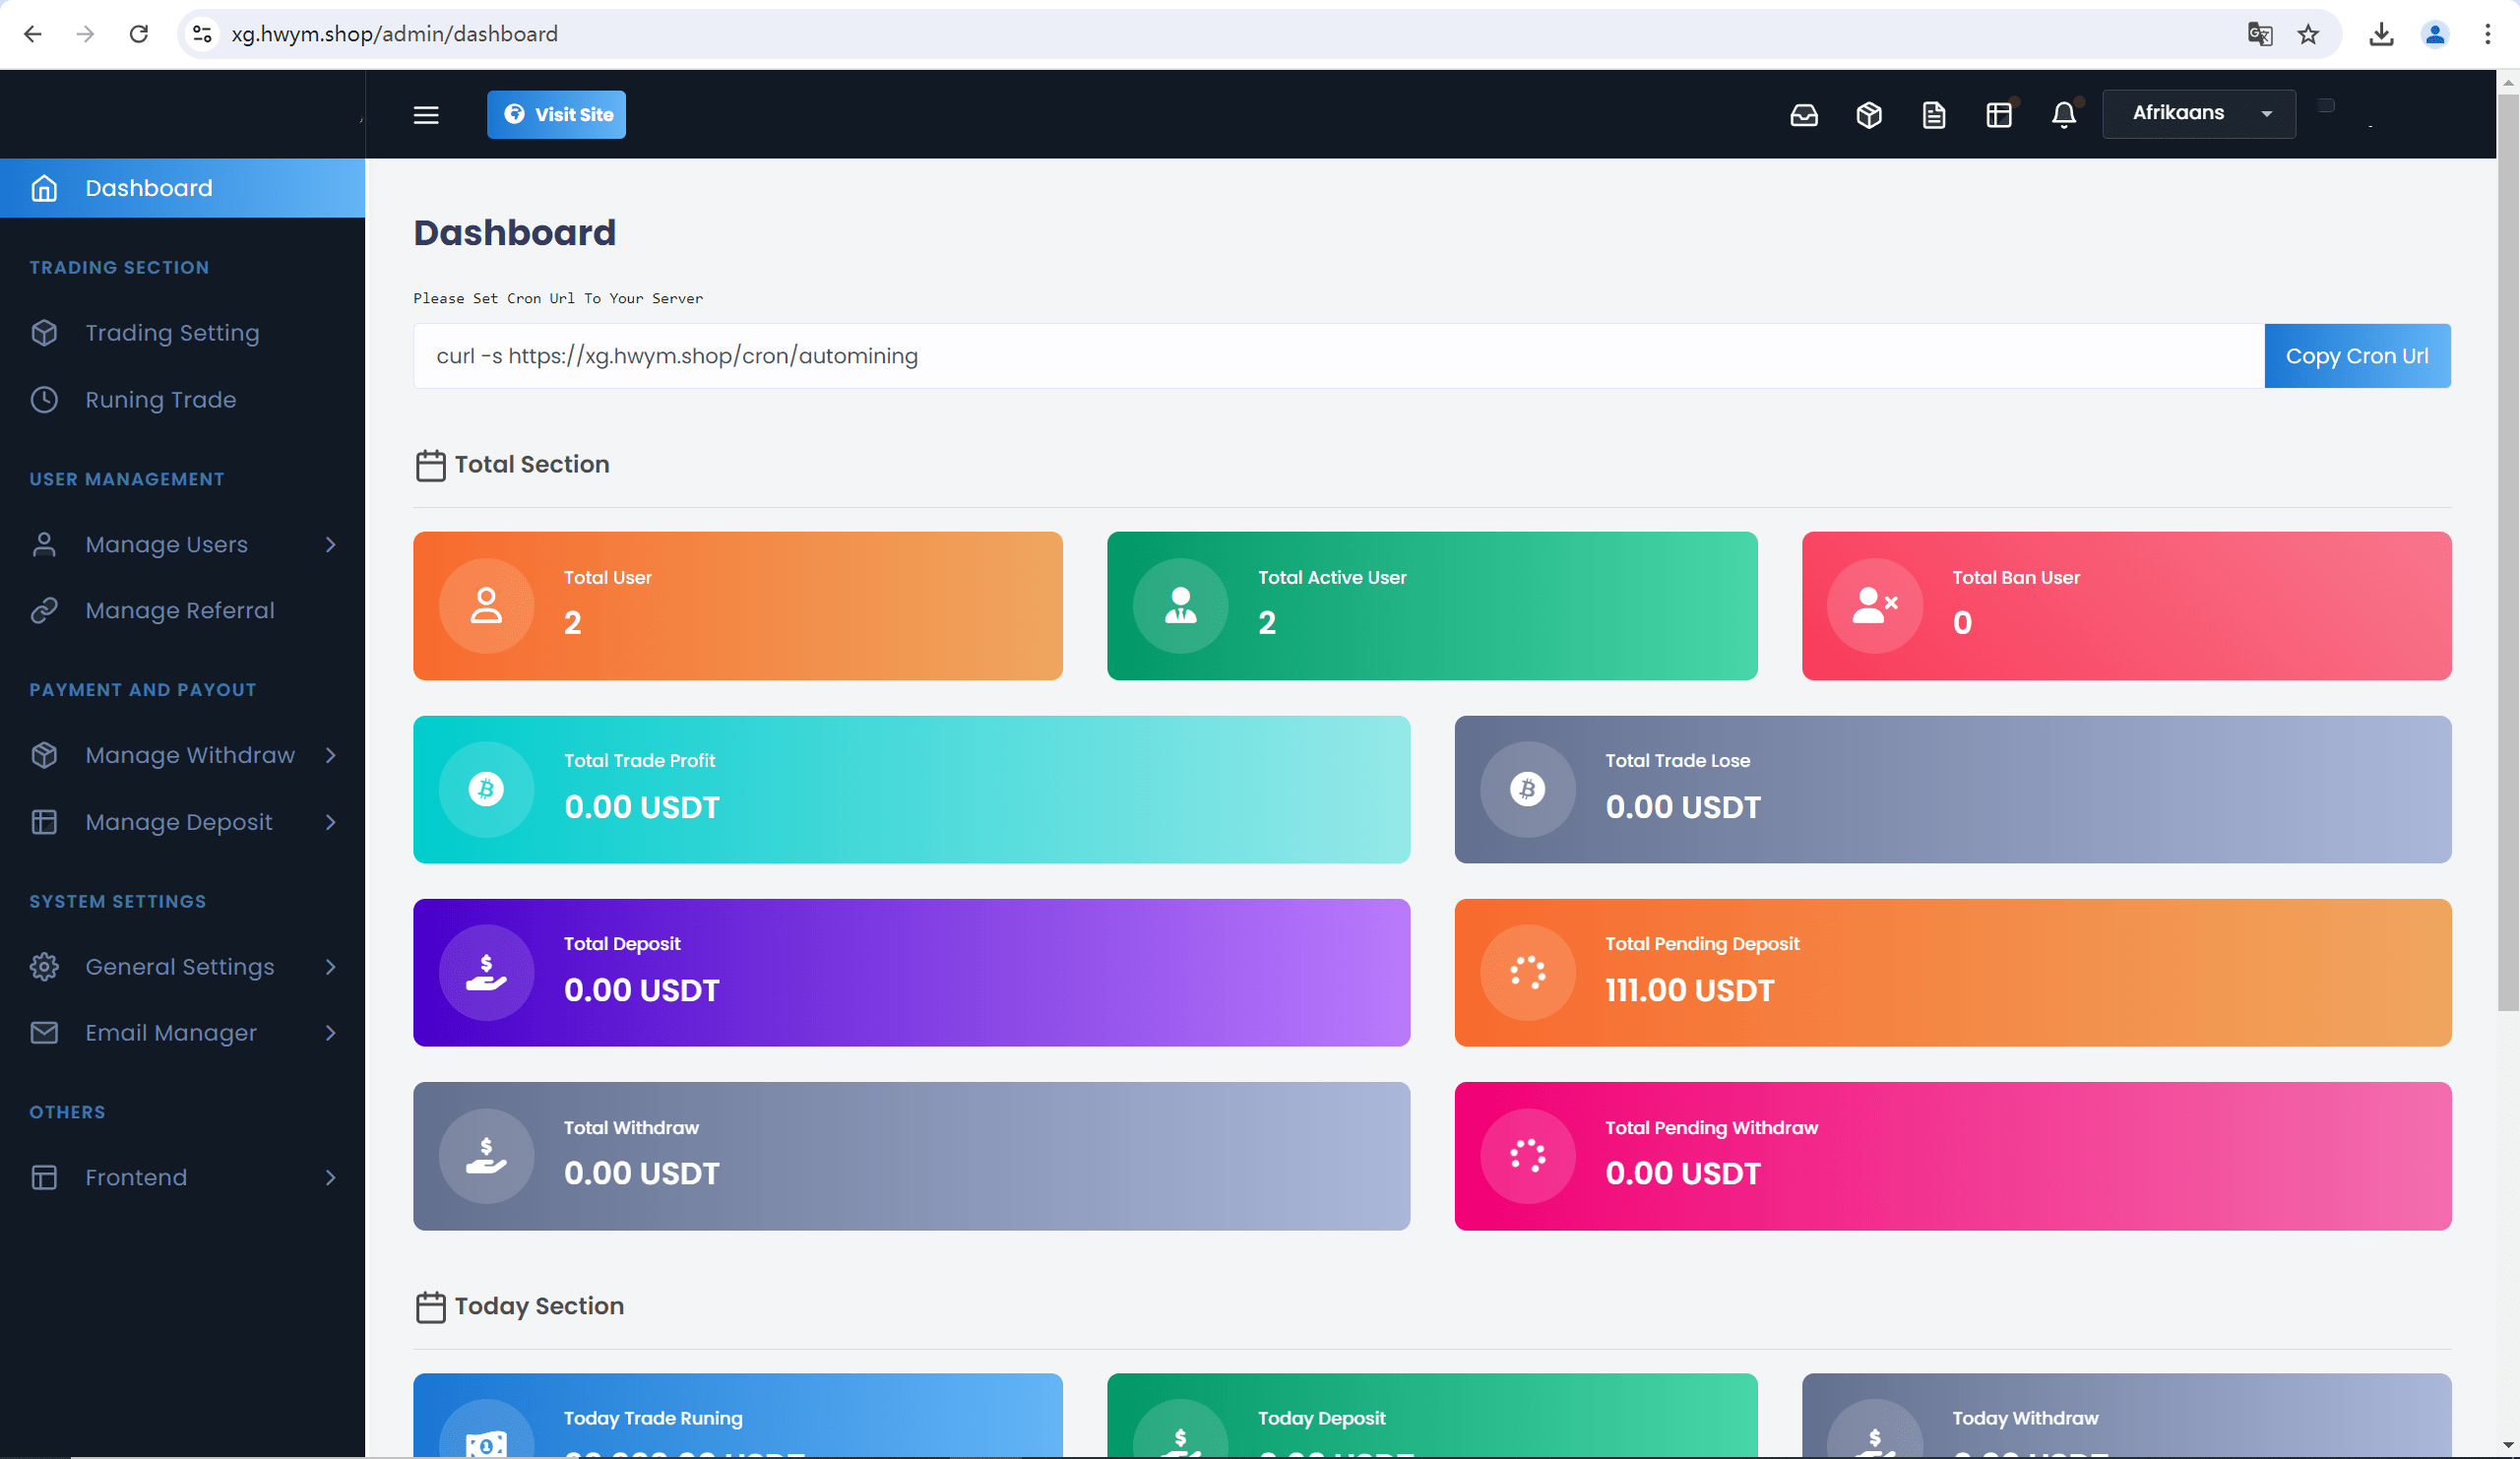 xg.hwym.shop/admin/dashboard
Visit Site
Afrikaans
Dashboard
TRADING SECTION
Trading Setting
Runing Trade
USER MANAGEMENT
Manage Users
Manage Referral
PAYMENT AND PAYOUT
Manage Withdraw
Manage Deposit
SYSTEM SETTINGS
General Settings
Email Manager
OTHERS
Frontend
Dashboard
Please Set Cron Url To Your Server
curl -s https://xg.hwym.shop/cron/automining
Copy Cron Url
Total Section
Total User
2
Total Active User
2
Total Ban User
0
Total Trade Profit
0.00 USDT
Total Trade Lose
0.00 USDT
Total Deposit
0.00 USDT
Total Pending Deposit
111.00 USDT
Total Withdraw
0.00 USDT
Total Pending Withdraw
0.00 USDT
Today Section
Today Trade Runing
Today Deposit
Today Withdraw